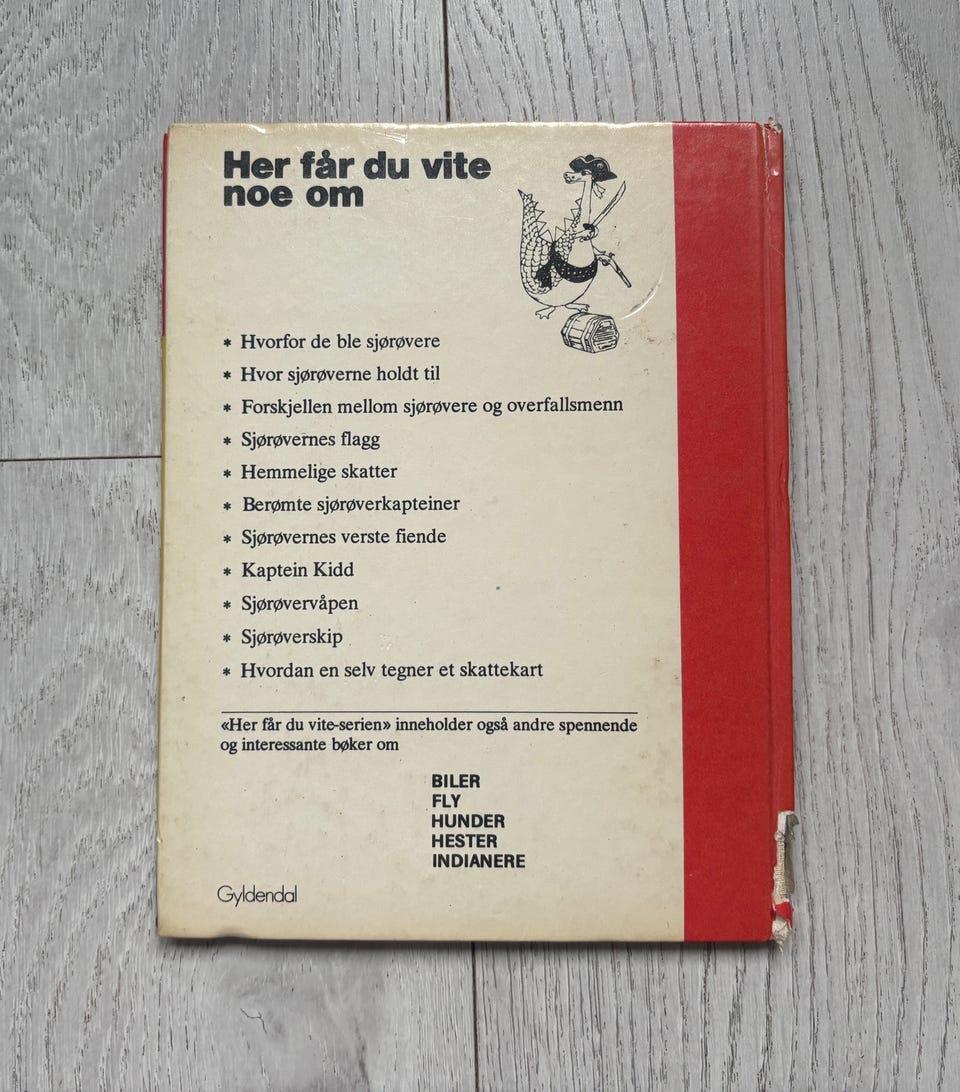 Her får du vite
noe om
* Hvorfor de ble sjørøvere
* Hvor sjørøverne holdt til
* Forskjellen mellom sjørøvere og overfallsmenn
* Sjørøvernes flagg
* Hemmelige skatter
* Berømte sjørøverkapteiner
* Sjørøvernes verste fiende
* Kaptein Kidd
* Sjørøvervåpen
* Sjørøverskip
* Hvordan en selv tegner et skattekart
«Her får du vite-serien» inneholder også andre spennende
og interessante bøker om
BILER
FLY
HUNDER
HESTER
INDIANERE
Gyldendal